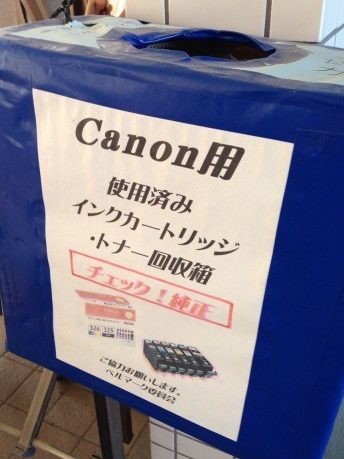 Canon用
使用済み
インクカートリッジ
・トナー回収箱
チェック！純正
326 325
ご協力お願いします。
ベルマーク委員会